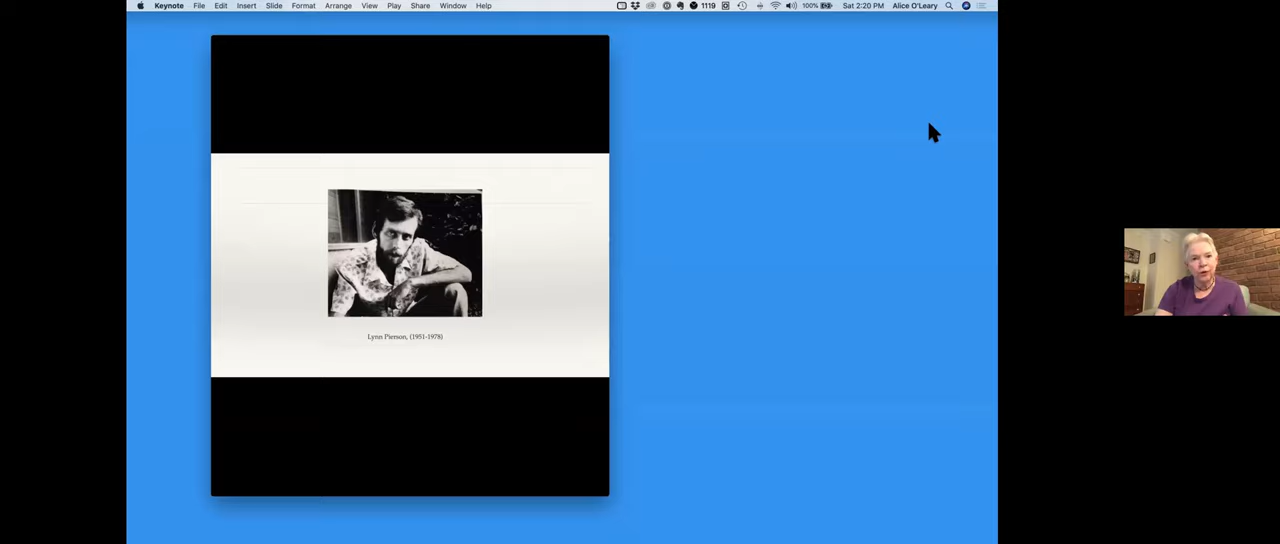 Keynote File Edit Insert Slide Format Arrange View Play Share Window Help 1119 100% Sat 2:20 PM Alice O'Leary
Lynn Pierson, (1951-1978)